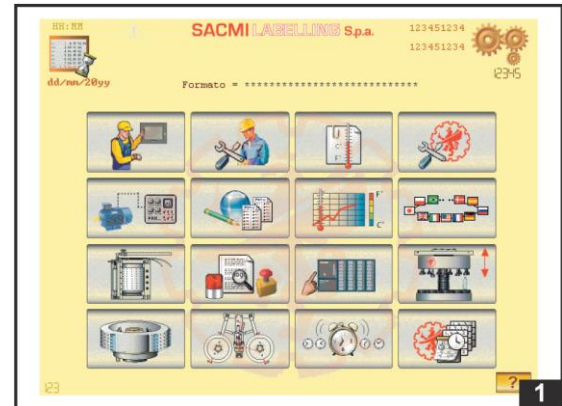 HH:MM
SACMI LABELLING S.p.a.
123451234
123451234
12345
dd/mm/20yy
Formato = ****************************
F°
C°
123
?
1